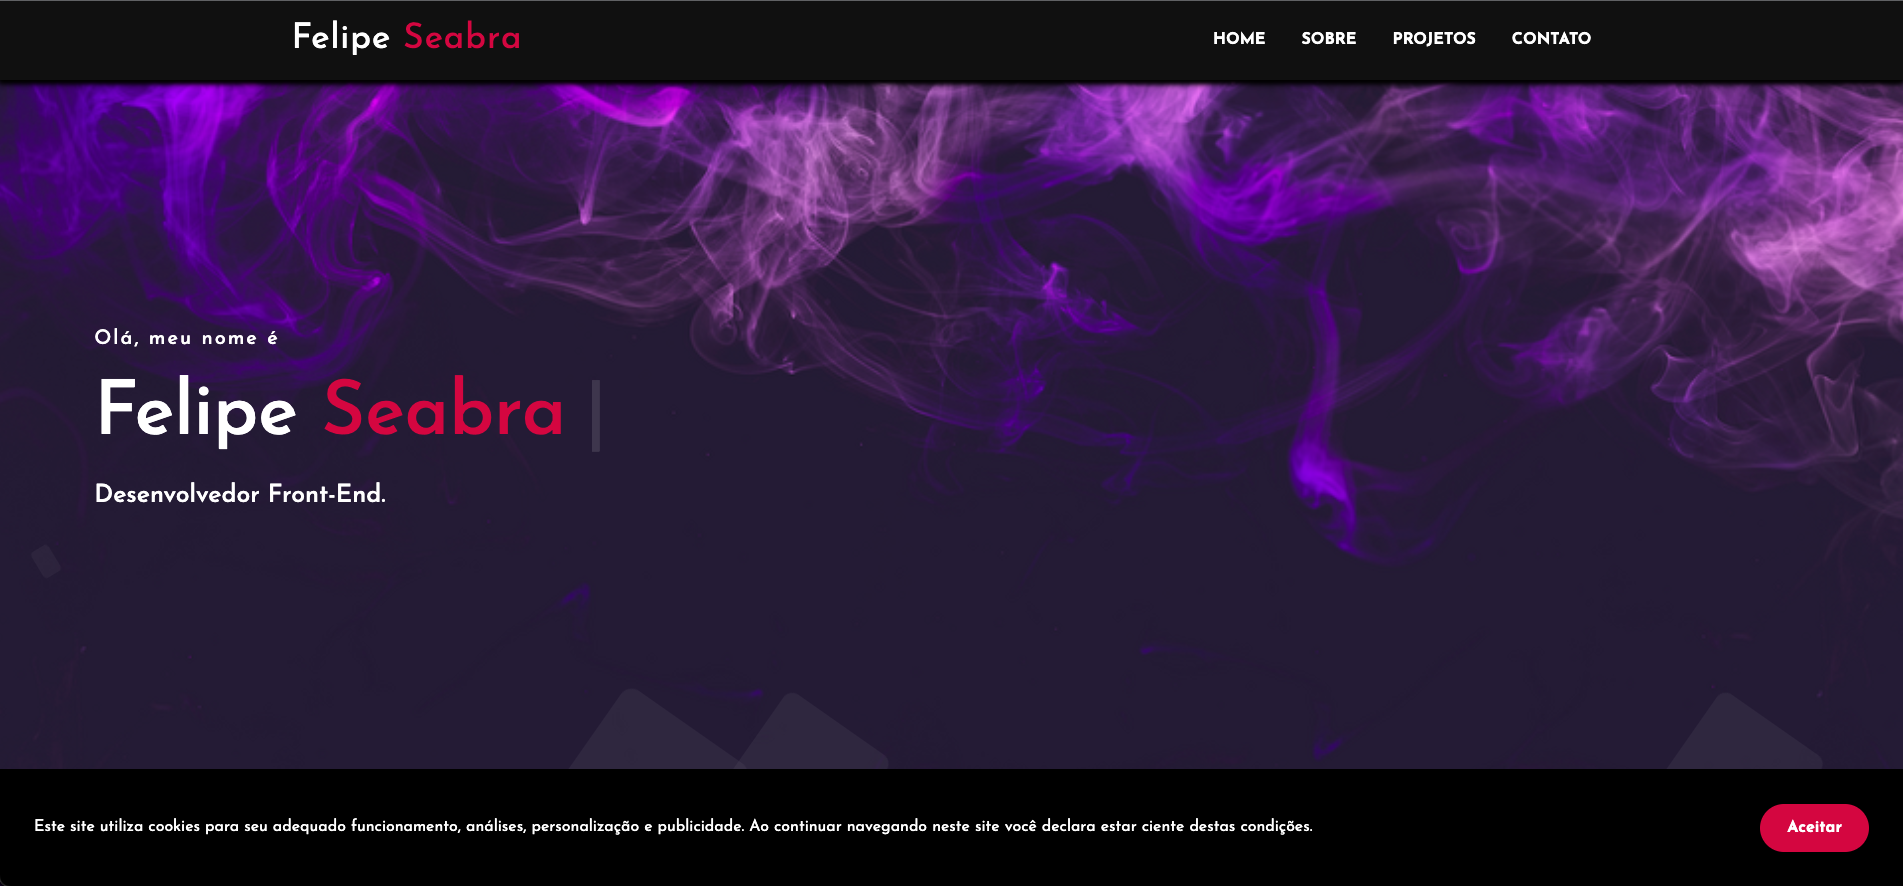 Felipe Seabra
HOME SOBRE PROJETOS CONTATO
Olá, meu nome é
Felipe Seabra
Desenvolvedor Front-End.
Este site utiliza cookies para seu adequado funcionamento, análises, personalização e publicidade. Ao continuar navegando neste site você declara estar ciente destas condições.
Aceitar